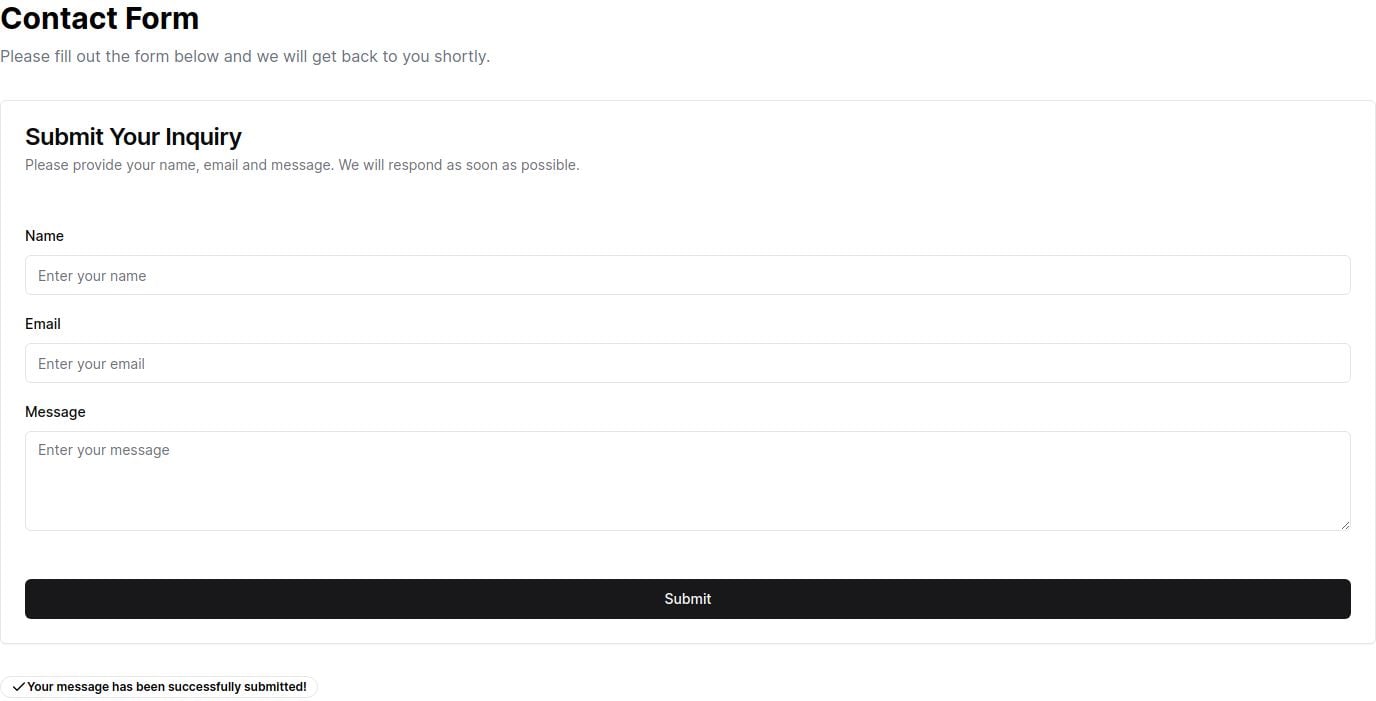 Contact Form
Please fill out the form below and we will get back to you shortly.
Submit Your Inquiry
Please provide your name, email and message. We will respond as soon as possible.
Name
Enter your name
Email
Enter your email
Message
Enter your message
Submit
Your message has been successfully submitted!